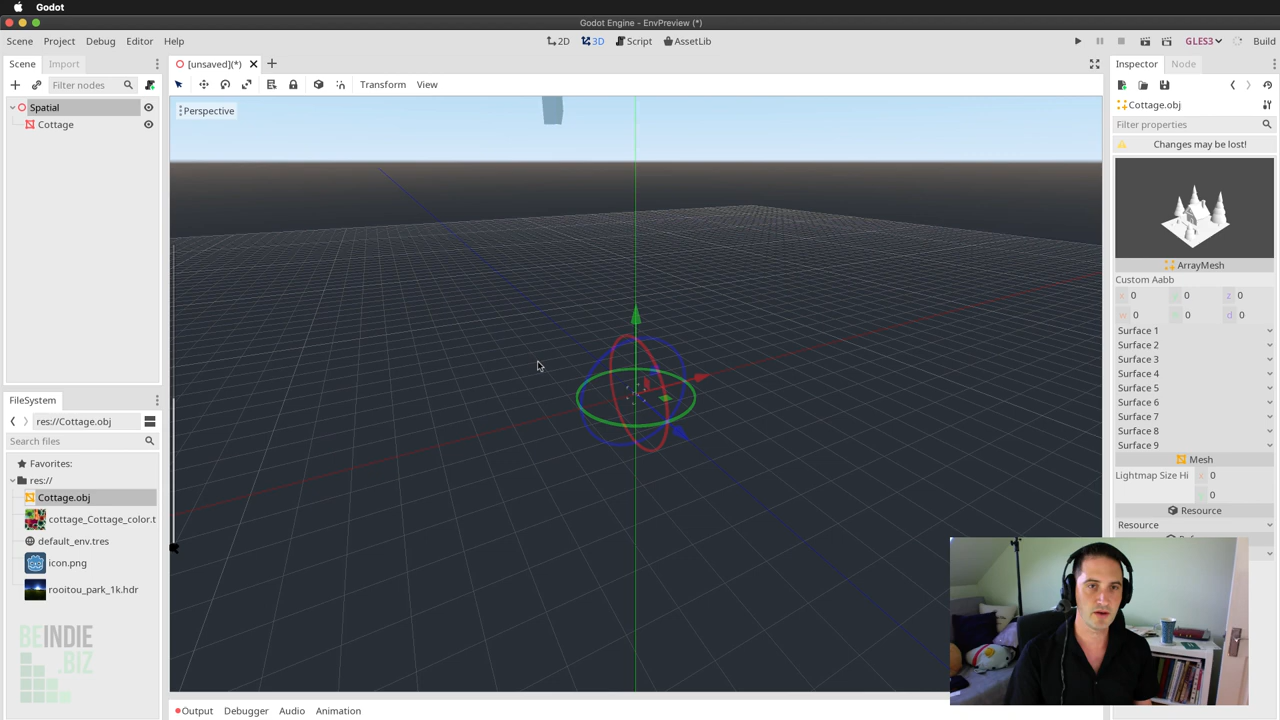 Godot
Godot Engine - EnvPreview (*)
Scene Project Debug Editor Help
2D 3D Script AssetLib
GLES3 Build
Scene Import
[unsaved](*)
Inspector Node
Filter nodes
Transform View
Spatial
Perspective
Cottage.obj
Cottage
Filter properties
Changes may be lost!
ArrayMesh
Custom Aabb
x 0 y 0 z 0
w 0 h 0 d 0
Surface 1
Surface 2
Surface 3
Surface 4
Surface 5
Surface 6
Surface 7
Surface 8
Surface 9
Mesh
Lightmap Size Hi x 0
0
Resource
Resource
FileSystem
res://Cottage.obj
Search files
Favorites:
res://
Cottage.obj
cottage_Cottage_color.t
default_env.tres
icon.png
rooitou_park_1k.hdr
BEINDIE
.BIZ
Output Debugger Audio Animation